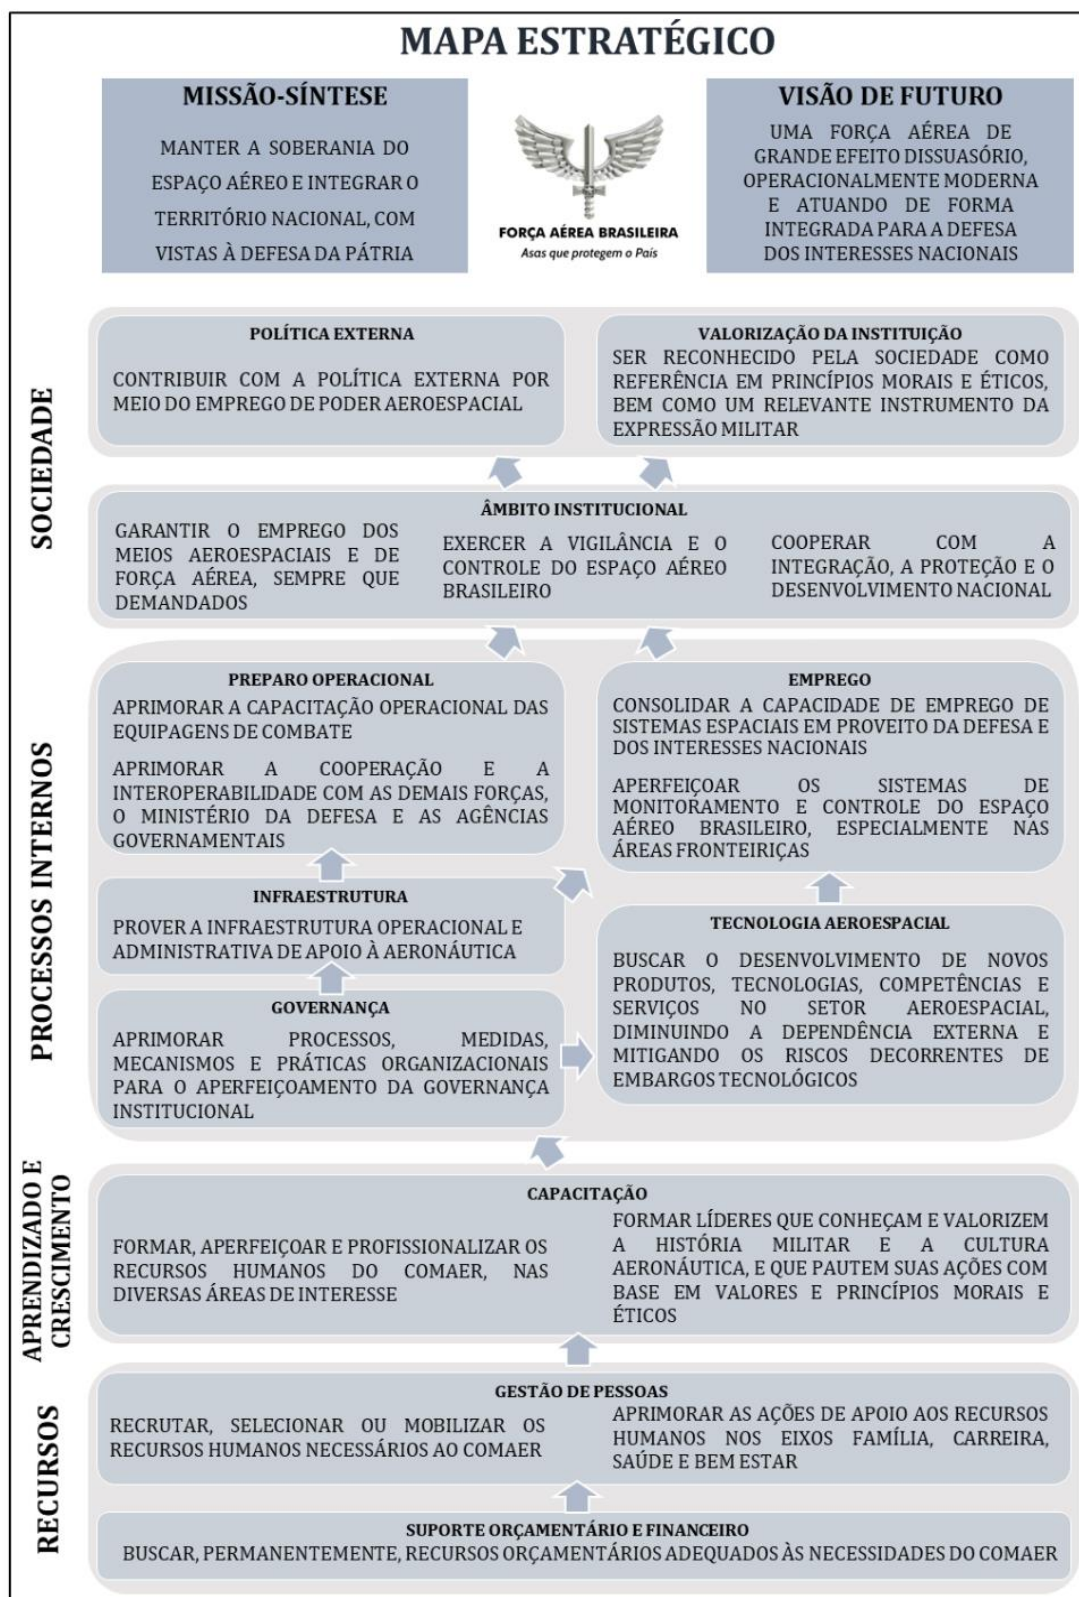 MAPA ESTRATÉGICO
MISSÃO-SÍNTESE
MANTER A SOBERANIA DO
ESPAÇO AÉREO E INTEGRAR O
TERRITÓRIO NACIONAL, COM
VISTAS À DEFESA DA PÁTRIA
FORÇA AÉREA BRASILEIRA
Asas que protegem o País
VISÃO DE FUTURO
UMA FORÇA AÉREA DE
GRANDE EFEITO DISSUASÓRIO,
OPERACIONALMENTE MODERNA
E ATUANDO DE FORMA
INTEGRADA PARA A DEFESA
DOS INTERESSES NACIONAIS
SOCIEDADE
POLÍTICA EXTERNA
CONTRIBUIR COM A POLÍTICA EXTERNA POR
MEIO DO EMPREGO DE PODER AEROESPACIAL
VALORIZAÇÃO DA INSTITUIÇÃO
SER RECONHECIDO PELA SOCIEDADE COMO
REFERÊNCIA EM PRINCÍPIOS MORAIS E ÉTICOS,
BEM COMO UM RELEVANTE INSTRUMENTO DA
EXPRESSÃO MILITAR
ÂMBITO INSTITUCIONAL
GARANTIR O EMPREGO DOS
MEIOS AEROESPACIAIS E DE
FORÇA AÉREA, SEMPRE QUE
DEMANDADOS
EXERCER A VIGILÂNCIA E O
CONTROLE DO ESPAÇO AÉREO
BRASILEIRO
COOPERAR COM A
INTEGRAÇÃO, A PROTEÇÃO E O
DESENVOLVIMENTO NACIONAL
PROCESSOS INTERNOS
PREPARO OPERACIONAL
APRIMORAR A CAPACITAÇÃO OPERACIONAL DAS
EQUIPAGENS DE COMBATE
APRIMORAR A COOPERAÇÃO E A
INTEROPERABILIDADE COM AS DEMAIS FORÇAS,
O MINISTÉRIO DA DEFESA E AS AGÊNCIAS
GOVERNAMENTAIS
EMPREGO
CONSOLIDAR A CAPACIDADE DE EMPREGO DE
SISTEMAS ESPACIAIS EM PROVEITO DA DEFESA E
DOS INTERESSES NACIONAIS
APERFEIÇOAR OS SISTEMAS DE
MONITORAMENTO E CONTROLE DO ESPAÇO
AÉREO BRASILEIRO, ESPECIALMENTE NAS
ÁREAS FRONTEIRIÇAS
INFRAESTRUTURA
PROVER A INFRAESTRUTURA OPERACIONAL E
ADMINISTRATIVA DE APOIO À AERONÁUTICA
GOVERNANÇA
APRIMORAR PROCESSOS, MEDIDAS,
MECANISMOS E PRÁTICAS ORGANIZACIONAIS
PARA O APERFEIÇOAMENTO DA GOVERNANÇA
INSTITUCIONAL
TECNOLOGIA AEROESPACIAL
BUSCAR O DESENVOLVIMENTO DE NOVOS
PRODUTOS, TECNOLOGIAS, COMPETÊNCIAS E
SERVIÇOS NO SETOR AEROESPACIAL,
DIMINUINDO A DEPENDÊNCIA EXTERNA E
MITIGANDO OS RISCOS DECORRENTES DE
EMBARGOS TECNOLÓGICOS
APRENDIZADO E
CRESCIMENTO
CAPACITAÇÃO
FORMAR, APERFEIÇOAR E PROFISSIONALIZAR OS
RECURSOS HUMANOS DO COMAER, NAS
DIVERSAS ÁREAS DE INTERESSE
FORMAR LÍDERES QUE CONHEÇAM E VALORIZEM
A HISTÓRIA MILITAR E A CULTURA
AERONÁUTICA, E QUE PAUTEM SUAS AÇÕES COM
BASE EM VALORES E PRINCÍPIOS MORAIS E
ÉTICOS
RECURSOS
GESTÃO DE PESSOAS
RECRUTAR, SELECIONAR OU MOBILIZAR OS
RECURSOS HUMANOS NECESSÁRIOS AO COMAER
APRIMORAR AS AÇÕES DE APOIO AOS RECURSOS
HUMANOS NOS EIXOS FAMÍLIA, CARREIRA,
SAÚDE E BEM ESTAR
SUPORTE ORÇAMENTÁRIO E FINANCEIRO
BUSCAR, PERMANENTEMENTE, RECURSOS ORÇAMENTÁRIOS ADEQUADOS ÀS NECESSIDADES DO COMAER